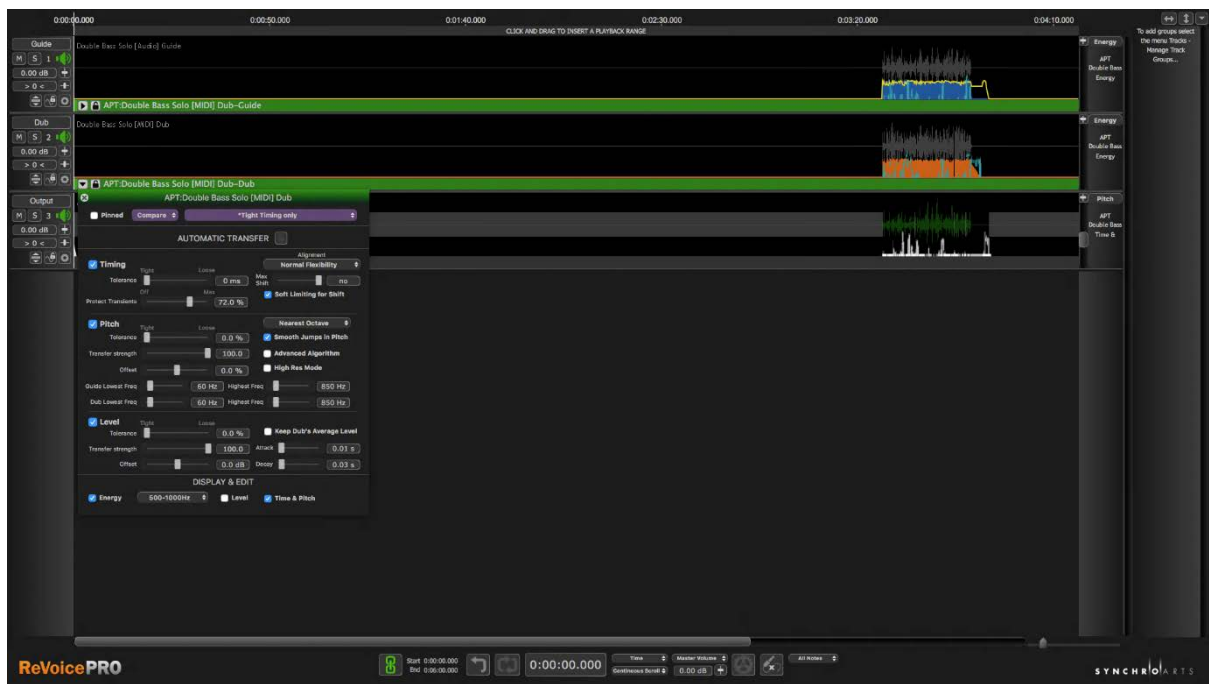 0:00:00.000 0:00:50.000 0:01:40.000 0:02:30.000 0:03:20.000 0:04:10.000
CLICK AND DRAG TO INSERT A PLAYBACK RANGE
To add groups select
the menu Tracks -
Manage Track
Groups...
Guide
Double Bass Solo [Audio] Guide
Energy
M S 1
APT
Double Bass
Energy
0.00 dB
> 0 <
APT:Double Bass Solo [MIDI] Dub-Guide
Dub
Double Bass Solo [MIDI] Dub
Energy
M S 2
APT
Double Bass
Energy
0.00 dB
> 0 <
APT:Double Bass Solo [MIDI] Dub-Dub
Output
APT:Double Bass Solo [MIDI] Dub
Pitch
M S 3
APT
Double Bass
Time &
0.00 dB
> 0 <
Pinned Compare *Tight Timing only
AUTOMATIC TRANSFER
Alignment
Timing Normal Flexibility
Tight Loose
Tolerance 0 ms Max Shift no
Off Max
Soft Limiting for Shift
Protect Transients 72.0 %
Pitch Nearest Octave
Tight Loose
Tolerance 0.0 % Smooth Jumps in Pitch
Transfer strength 100.0 Advanced Algorithm
Offset 0.0 % High Res Mode
Guide Lowest Freq 60 Hz Highest Freq 850 Hz
Dub Lowest Freq 60 Hz Highest Freq 850 Hz
Level Tight Loose
Tolerance 0.0 % Keep Dub's Average Level
Transfer strength 100.0 Attack 0.01 s
Offset 0.0 dB Decay 0.03 s
DISPLAY & EDIT
Energy 500-1000Hz Level Time & Pitch
ReVoicePRO
Start 0:00:00.000
End 0:06:00.000
0:00:00.000
Time Master Volume All Notes
Continuous Scroll 0.00 dB
SYNCHRO ARTS